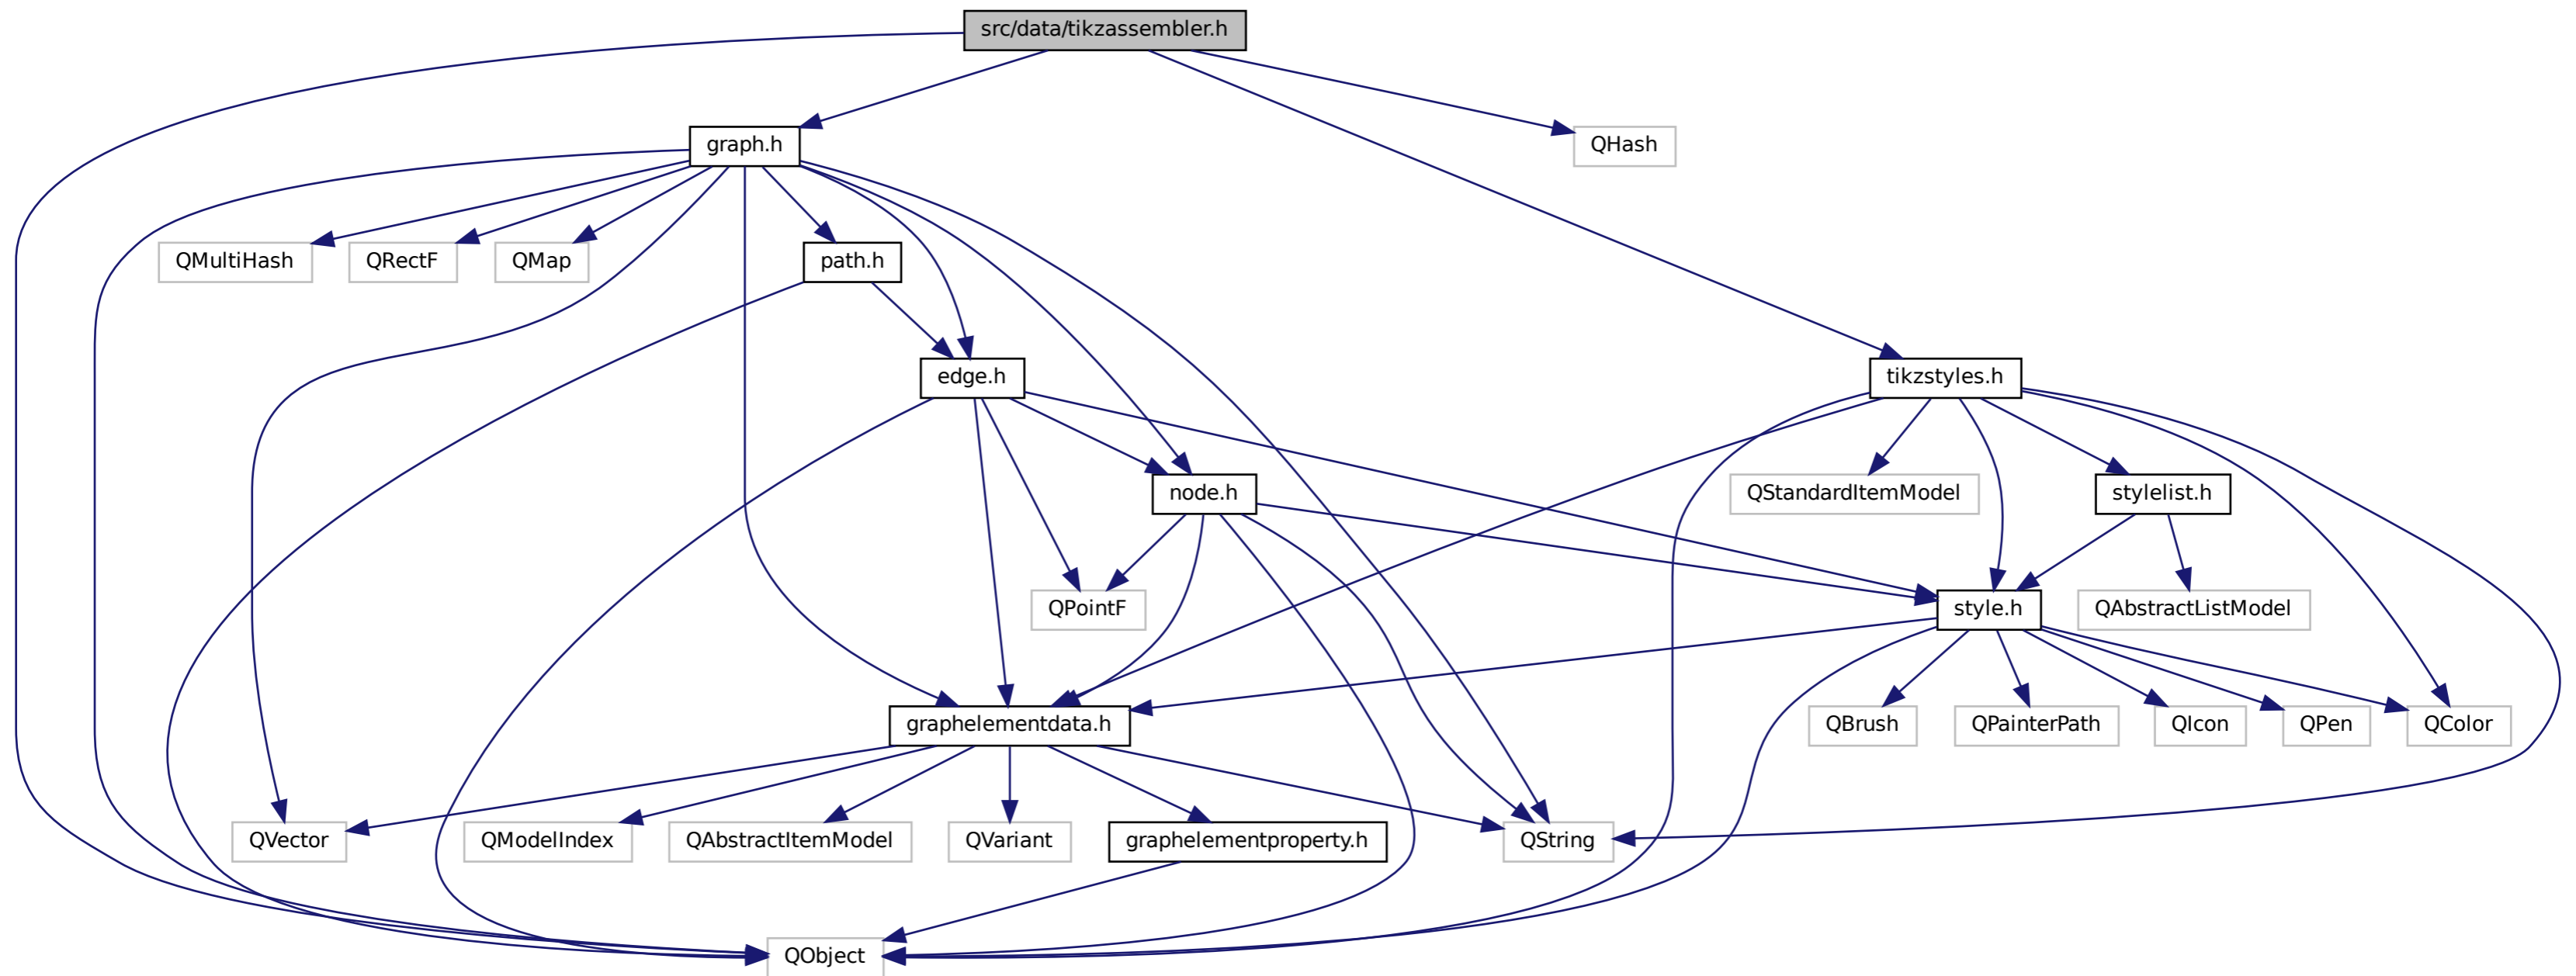 src/data/tikzassembler.h
graph.h
QHash
QMultiHash
QRectF
QMap
path.h
edge.h
tikzstyles.h
node.h
QStandardItemModel
stylelist.h
QPointF
style.h
QAbstractListModel
graphelementdata.h
QBrush
QPainterPath
QIcon
QPen
QColor
QVector
QModelIndex
QAbstractItemModel
QVariant
graphelementproperty.h
QString
QObject